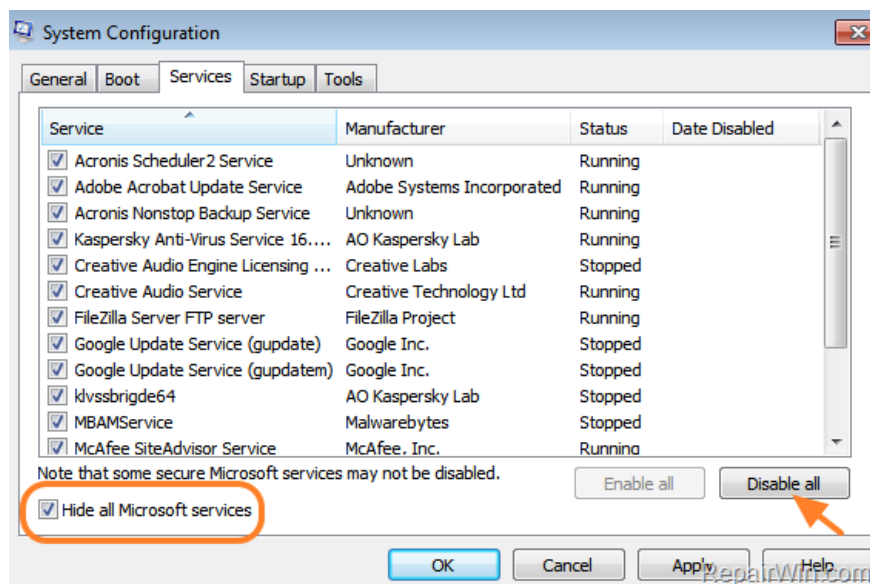 System Configuration
General Boot Services Startup Tools
Service Manufacturer Status Date Disabled
Acronis Scheduler2 Service Unknown Running
Adobe Acrobat Update Service Adobe Systems Incorporated Running
Acronis Nonstop Backup Service Unknown Running
Kaspersky Anti-Virus Service 16.... AO Kaspersky Lab Running
Creative Audio Engine Licensing ... Creative Labs Stopped
Creative Audio Service Creative Technology Ltd Running
FileZilla Server FTP server FileZilla Project Running
Google Update Service (gupdate) Google Inc. Stopped
Google Update Service (gupdatem) Google Inc. Stopped
klvssbrigde64 AO Kaspersky Lab Stopped
MBAMService Malwarebytes Stopped
McAfee SiteAdvisor Service McAfee, Inc. Running
Note that some secure Microsoft services may not be disabled.
Enable all Disable all
Hide all Microsoft services
OK Cancel Apply Help
RepairWin.com